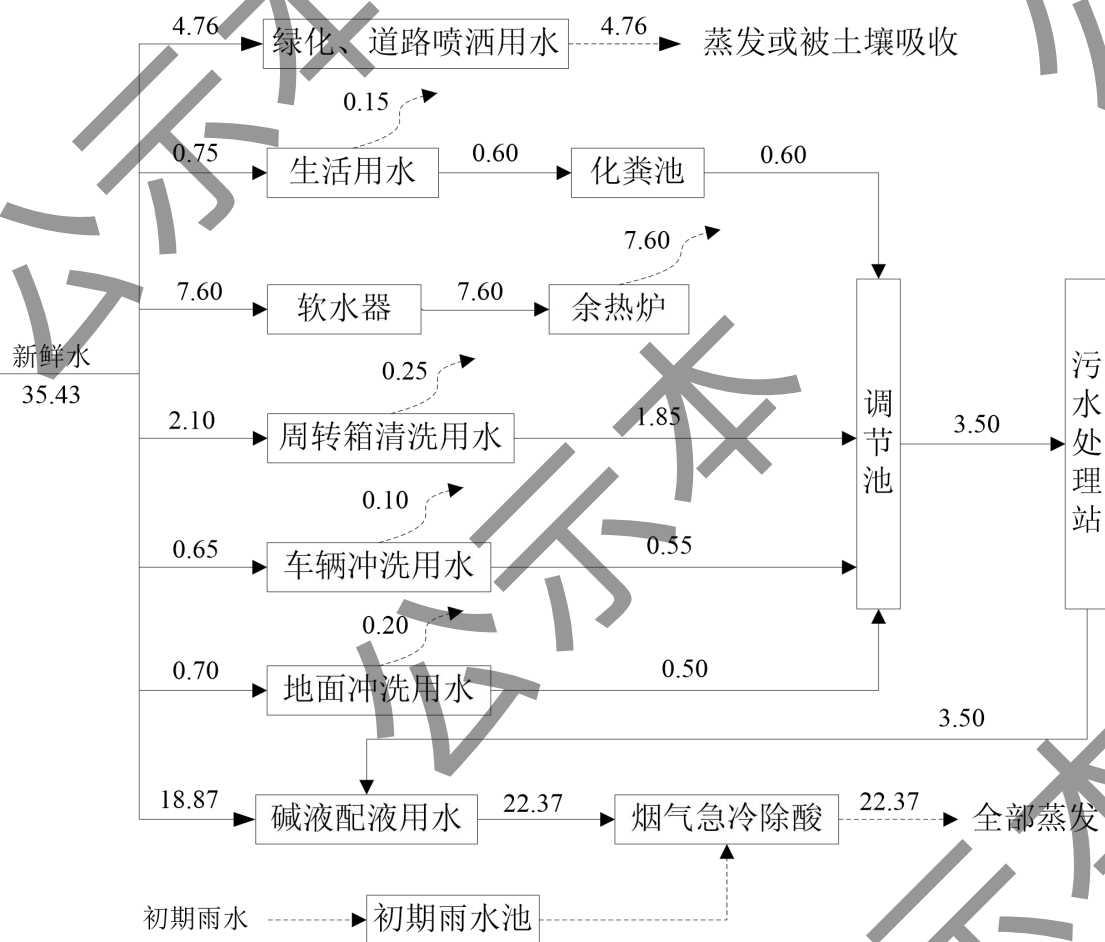 4.76
绿化、道路喷洒用水
4.76
蒸发或被土壤吸收
0.15
0.75
生活用水
0.60
化粪池
0.60
7.60
7.60
软水器
7.60
余热炉
新鲜水
35.43
0.25
2.10
周转箱清洗用水
1.85
调节池
3.50
污水处理站
0.10
0.65
车辆冲洗用水
0.55
0.20
0.70
地面冲洗用水
0.50
3.50
18.87
碱液配液用水
22.37
烟气急冷除酸
22.37
全部蒸发
初期雨水
初期雨水池
公示本
公示本